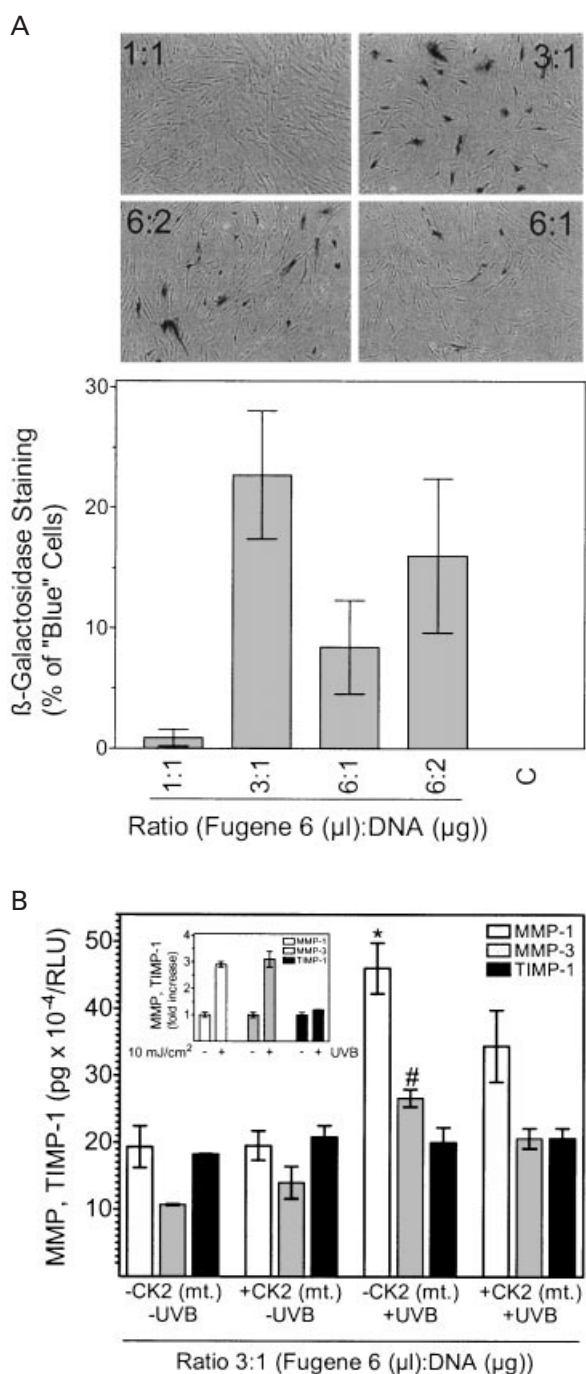 A
1:1
3:1
6:2
6:1
30
20
10
0
ß-Galactosidase Staining
(% of "Blue" Cells)
1:1
3:1
6:1
6:2
C
Ratio (Fugene 6 (µl):DNA (µg))
B
MMP, TIMP-1 (pg x 10⁻⁴/RLU)
50
40
30
20
10
*
#
MMP-1
MMP-3
TIMP-1
MMP, TIMP-1
(fold increase)
4
3
2
1
MMP-1
MMP-3
TIMP-1
10 mJ/cm² - + - + - + UVB
-CK2 (mt.) +CK2 (mt.) -CK2 (mt.) +CK2 (mt.)
-UVB -UVB +UVB +UVB
Ratio 3:1 (Fugene 6 (µl):DNA (µg))